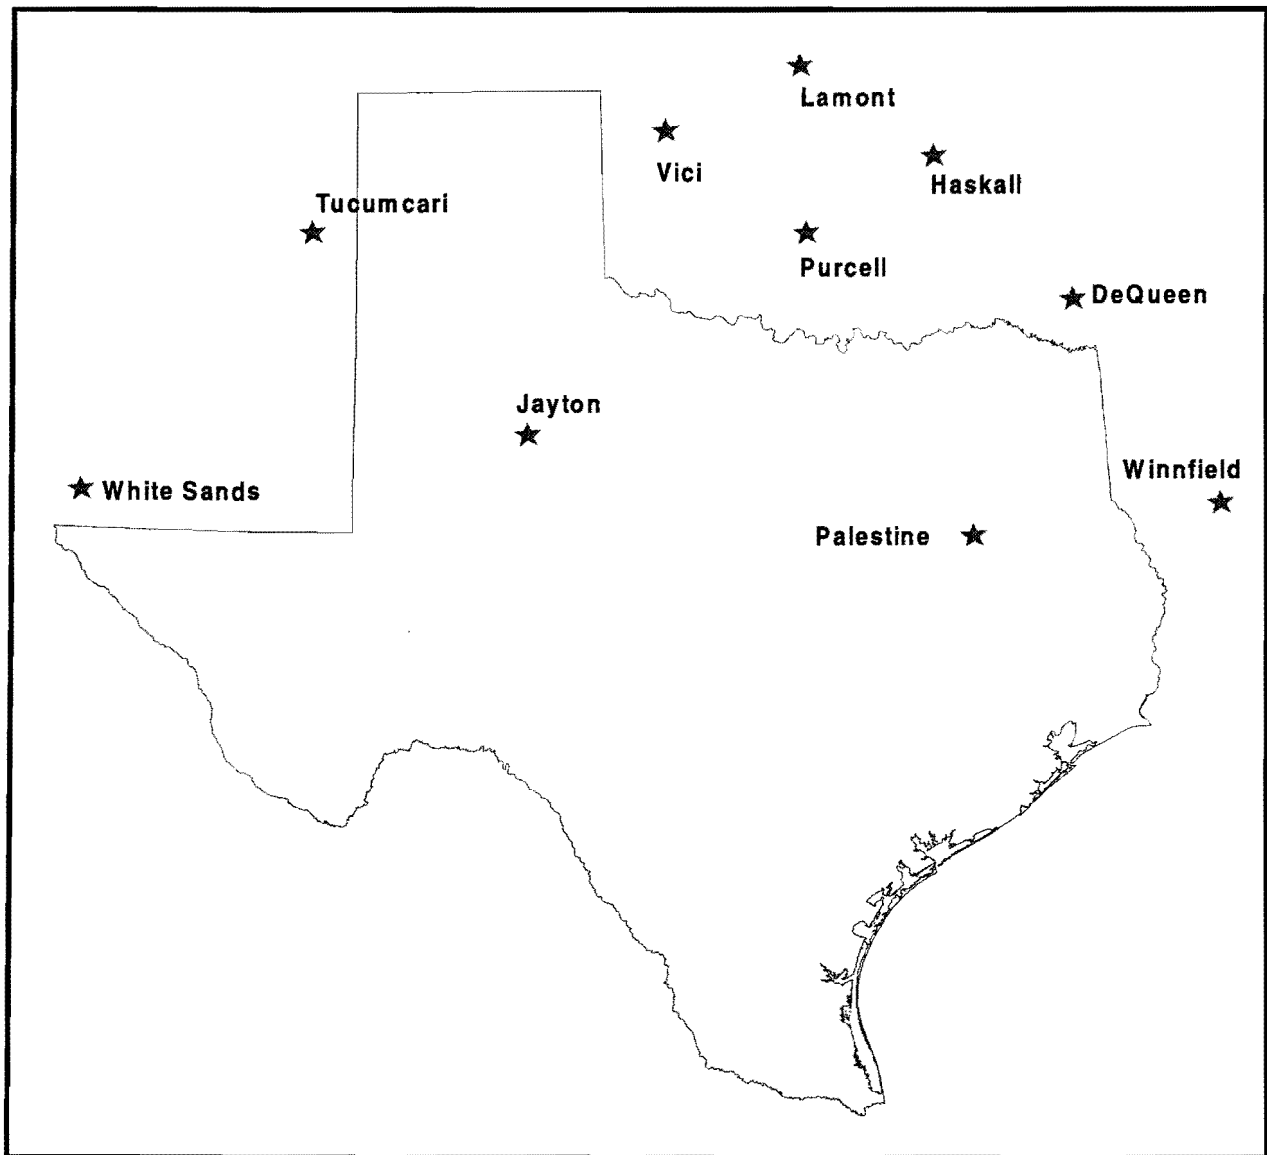 Lamont
Vici
Haskall
Tucumcari
Purcell
DeQueen
Jayton
Winnfield
White Sands
Palestine